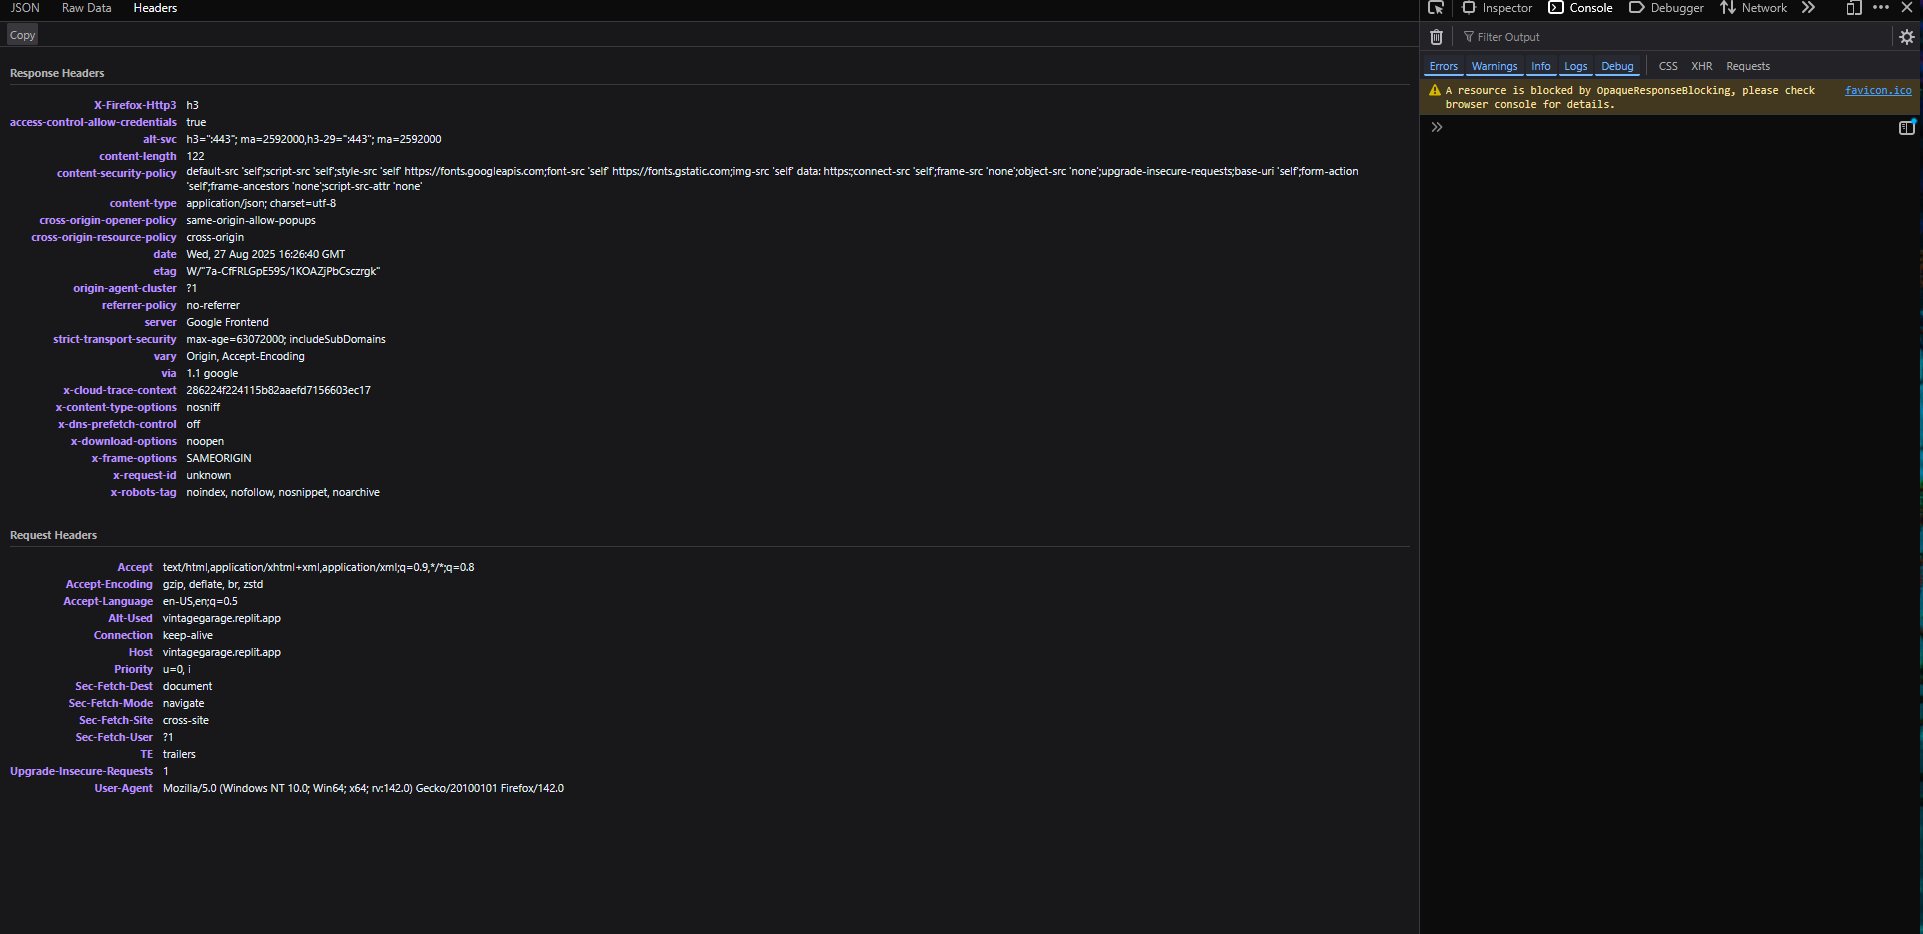 JSON Raw Data Headers
Copy
Response Headers
X-Firefox-Http3 h3
access-control-allow-credentials true
alt-svc h3=":443"; ma=2592000,h3-29=":443"; ma=2592000
content-length 122
content-security-policy default-src 'self';script-src 'self';style-src 'self' https://fonts.googleapis.com;font-src 'self' https://fonts.gstatic.com;img-src 'self' data: https:;connect-src 'self';frame-src 'none';object-src 'none';upgrade-insecure-requests;base-uri 'self';form-action
'self';frame-ancestors 'none';script-src-attr 'none'
content-type application/json; charset=utf-8
cross-origin-opener-policy same-origin-allow-popups
cross-origin-resource-policy cross-origin
date Wed, 27 Aug 2025 16:26:40 GMT
etag W/"7a-CfFRLGpE59S/1KOAZjPbCsczrgk"
origin-agent-cluster ?1
referrer-policy no-referrer
server Google Frontend
strict-transport-security max-age=63072000; includeSubDomains
vary Origin, Accept-Encoding
via 1.1 google
x-cloud-trace-context 286224f224115b82aaefd7156603ec17
x-content-type-options nosniff
x-dns-prefetch-control off
x-download-options noopen
x-frame-options SAMEORIGIN
x-request-id unknown
x-robots-tag noindex, nofollow, nosnippet, noarchive
Request Headers
Accept text/html,application/xhtml+xml,application/xml;q=0.9,*/*;q=0.8
Accept-Encoding gzip, deflate, br, zstd
Accept-Language en-US,en;q=0.5
Alt-Used vintagegarage.replit.app
Connection keep-alive
Host vintagegarage.replit.app
Priority u=0, i
Sec-Fetch-Dest document
Sec-Fetch-Mode navigate
Sec-Fetch-Site cross-site
Sec-Fetch-User ?1
TE trailers
Upgrade-Insecure-Requests 1
User-Agent Mozilla/5.0 (Windows NT 10.0; Win64; x64; rv:142.0) Gecko/20100101 Firefox/142.0
Inspector Console Debugger Network
Filter Output
Errors Warnings Info Logs Debug CSS XHR Requests
A resource is blocked by OpaqueResponseBlocking, please check favicon.ico
browser console for details.